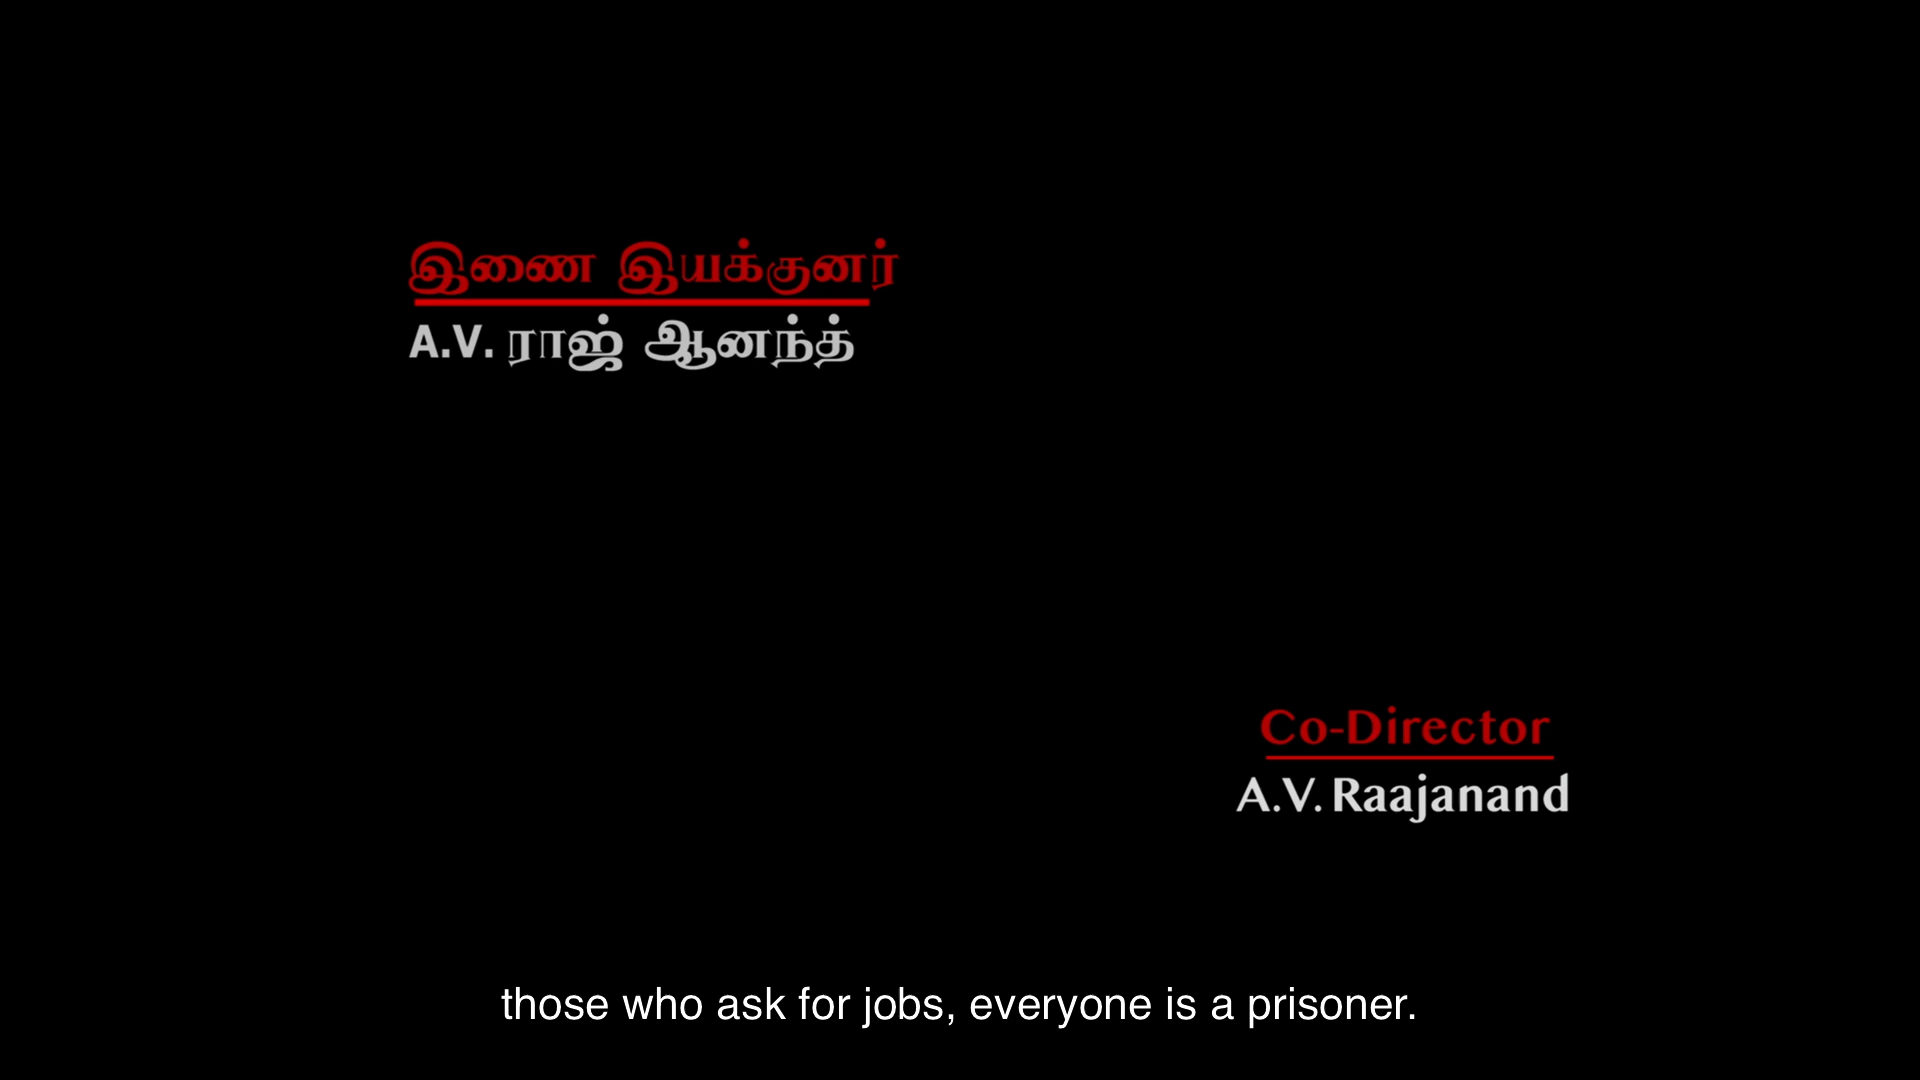 இணை இயக்குனர்
A.V. ராஜ் ஆனந்த்
Co-Director
A.V. Raajanand
those who ask for jobs, everyone is a prisoner.